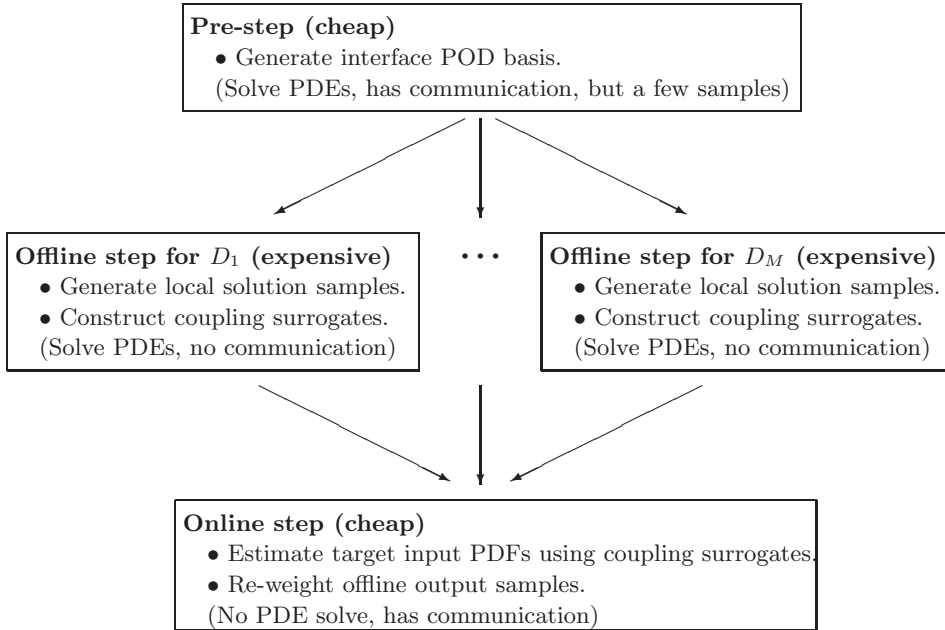 Pre-step (cheap)
• Generate interface POD basis.
(Solve PDEs, has communication, but a few samples)
Offline step for D₁ (expensive)
• Generate local solution samples.
• Construct coupling surrogates.
(Solve PDEs, no communication)
...
Offline step for D_M (expensive)
• Generate local solution samples.
• Construct coupling surrogates.
(Solve PDEs, no communication)
Online step (cheap)
• Estimate target input PDFs using coupling surrogates.
• Re-weight offline output samples.
(No PDE solve, has communication)